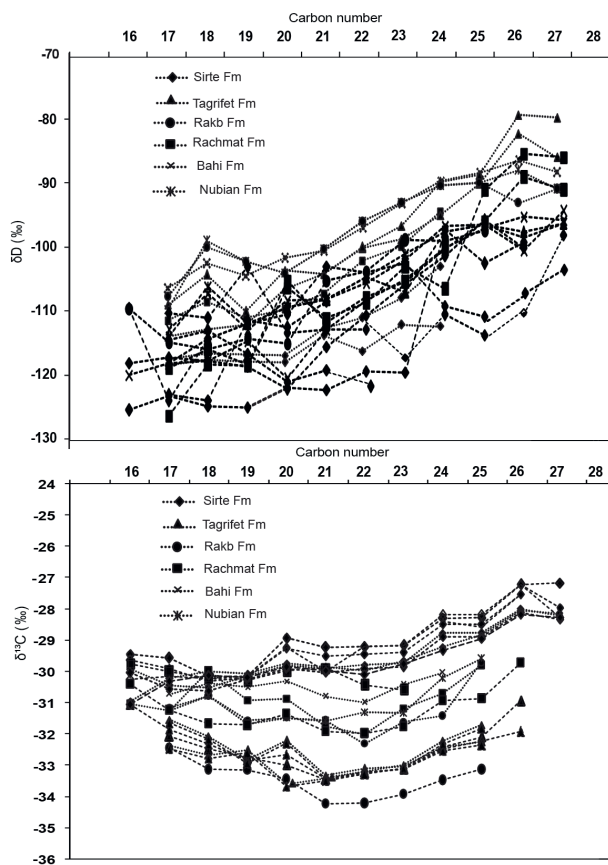 Carbon number
16 17 18 19 20 21 22 23 24 25 26 27 28
-70
-80
-90
-100
-110
-120
-130
δD (‰)
Sirte Fm
Tagrifet Fm
Rakb Fm
Rachmat Fm
Bahi Fm
Nubian Fm
Carbon number
16 17 18 19 20 21 22 23 24 25 26 27 28
24
-25
-26
-27
-28
-29
-30
-31
-32
-33
-34
-35
-36
δ¹³C (‰)
Sirte Fm
Tagrifet Fm
Rakb Fm
Rachmat Fm
Bahi Fm
Nubian Fm